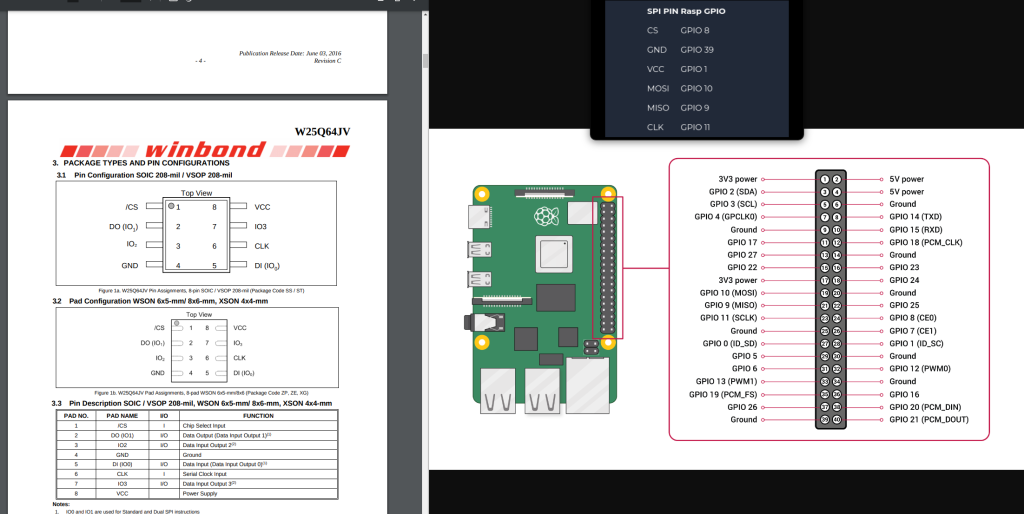 Publication Release Date: June 03, 2016
- 4 -
Revision C
W25Q64JV
winbond
3. PACKAGE TYPES AND PIN CONFIGURATIONS
3.1 Pin Configuration SOIC 208-mil / VSOP 208-mil
Top View
/CS 1 8 VCC
DO (IO1) 2 7 IO3
IO2 3 6 CLK
GND 4 5 DI (IO0)
Figure 1a. W25Q64JV Pin Assignments, 8-pin SOIC / VSOP 208-mil (Package Code SS / ST)
3.2 Pad Configuration WSON 6x5-mm/ 8x6-mm, XSON 4x4-mm
Top View
/CS 1 8 VCC
DO (IO1) 2 7 IO3
IO2 3 6 CLK
GND 4 5 DI (IO0)
Figure 1b. W25Q64JV Pad Assignments, 8-pad WSON 6x5-mm/8x6 (Package Code ZP, ZE, XG)
3.3 Pin Description SOIC / VSOP 208-mil, WSON 6x5-mm/ 8x6-mm, XSON 4x4-mm
PAD NO. PAD NAME I/O FUNCTION
1 /CS I Chip Select Input
2 DO (IO1) I/O Data Output (Data Input Output 1)(1)
3 IO2 I/O Data Input Output 2(2)
4 GND Ground
5 DI (IO0) I/O Data Input (Data Input Output 0)(1)
6 CLK I Serial Clock Input
7 IO3 I/O Data Input Output 3(2)
8 VCC Power Supply
Notes:
1. IO0 and IO1 are used for Standard and Dual SPI instructions
SPI PIN Rasp GPIO
CS GPIO 8
GND GPIO 39
VCC GPIO 1
MOSI GPIO 10
MISO GPIO 9
CLK GPIO 11
3V3 power 1 2 5V power
GPIO 2 (SDA) 3 4 5V power
GPIO 3 (SCL) 5 6 Ground
GPIO 4 (GPCLK0) 7 8 GPIO 14 (TXD)
Ground 9 10 GPIO 15 (RXD)
GPIO 17 11 12 GPIO 18 (PCM_CLK)
GPIO 27 13 14 Ground
GPIO 22 15 16 GPIO 23
3V3 power 17 18 GPIO 24
GPIO 10 (MOSI) 19 20 Ground
GPIO 9 (MISO) 21 22 GPIO 25
GPIO 11 (SCLK) 23 24 GPIO 8 (CE0)
Ground 25 26 GPIO 7 (CE1)
GPIO 0 (ID_SD) 27 28 GPIO 1 (ID_SC)
GPIO 5 29 30 Ground
GPIO 6 31 32 GPIO 12 (PWM0)
GPIO 13 (PWM1) 33 34 Ground
GPIO 19 (PCM_FS) 35 36 GPIO 16
GPIO 26 37 38 GPIO 20 (PCM_DIN)
Ground 39 40 GPIO 21 (PCM_DOUT)